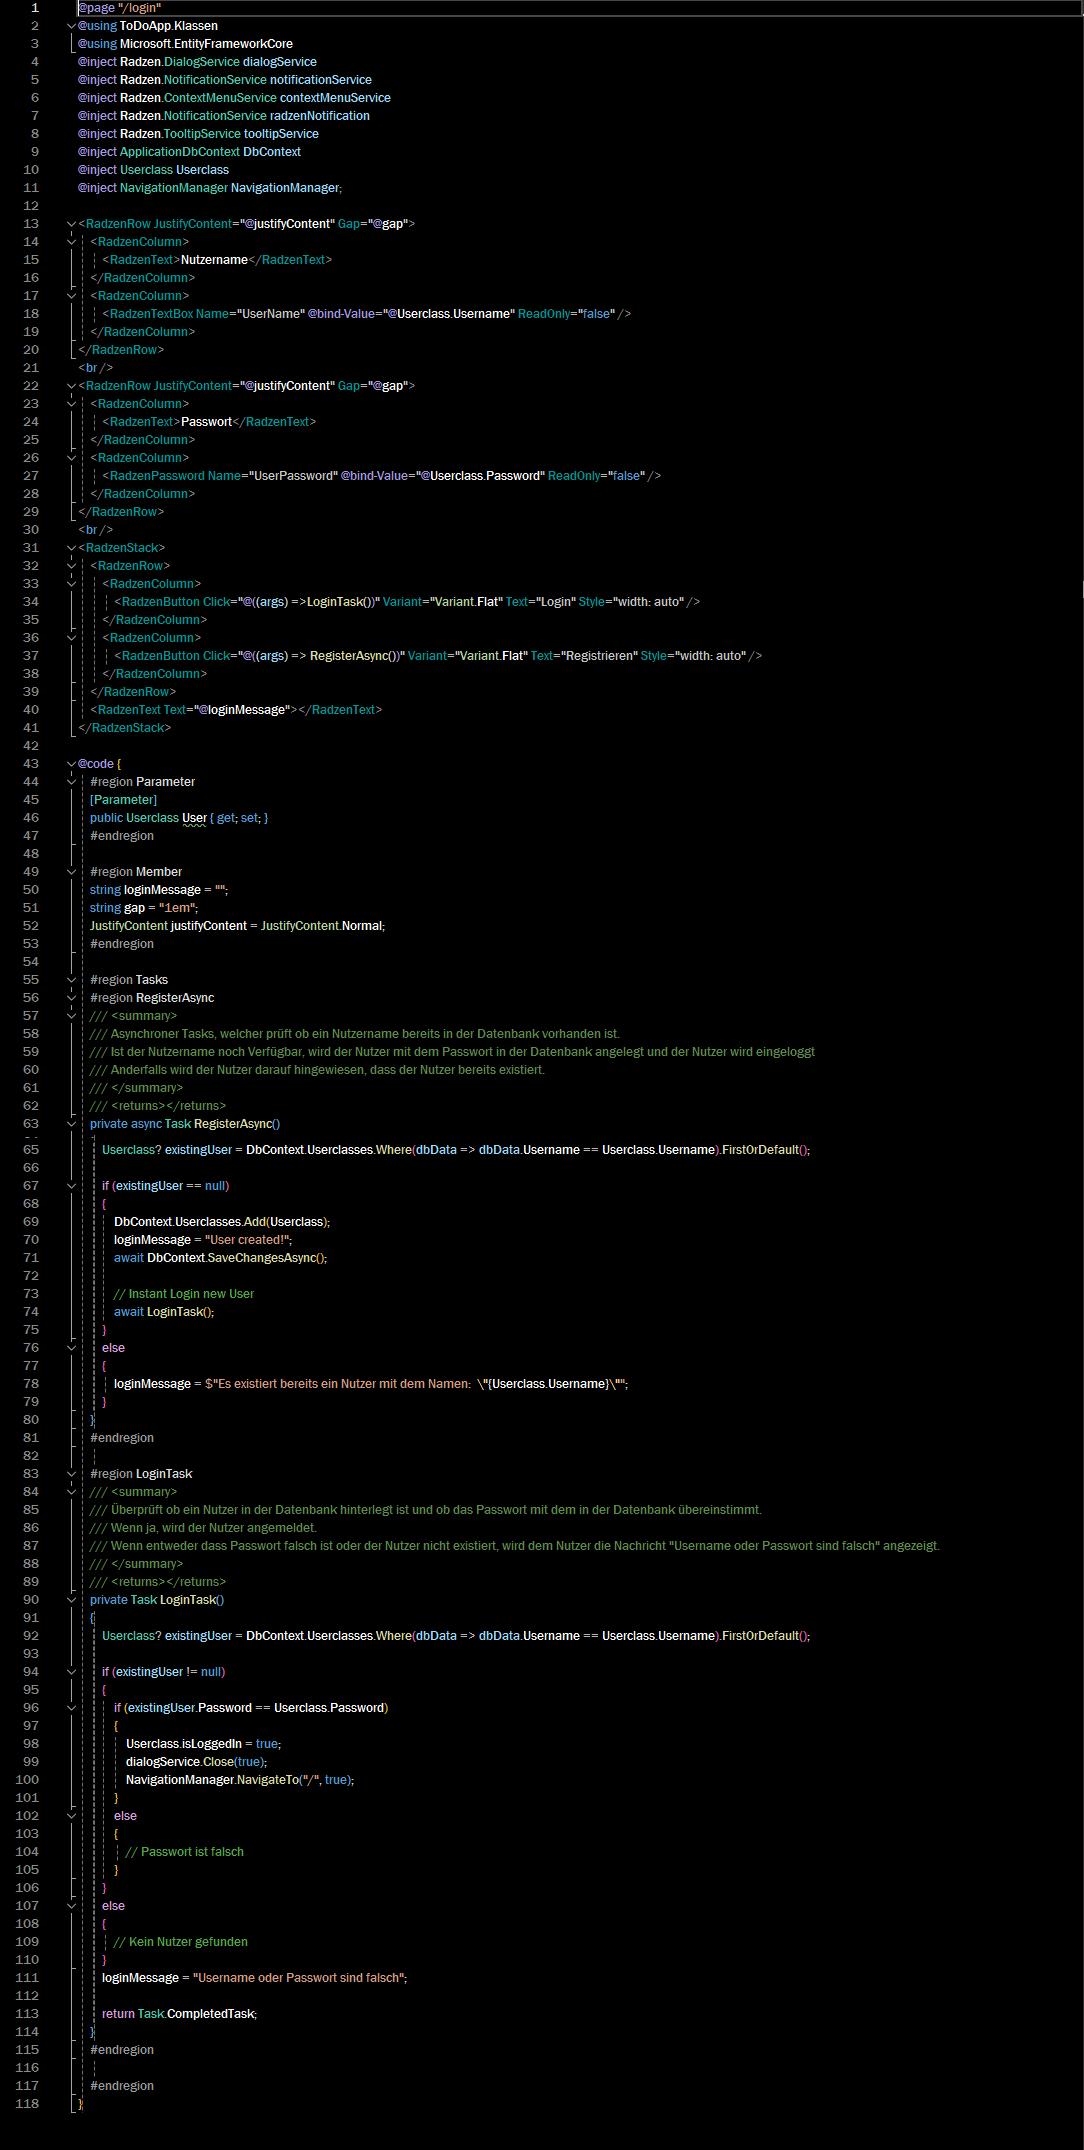 1 @page "/login"
2 @using ToDoApp.Klassen
3 @using Microsoft.EntityFrameworkCore
4 @inject Radzen.DialogService dialogService
5 @inject Radzen.NotificationService notificationService
6 @inject Radzen.ContextMenuService contextMenuService
7 @inject Radzen.NotificationService radzenNotification
8 @inject Radzen.TooltipService tooltipService
9 @inject ApplicationDbContext DbContext
10 @inject Userclass Userclass
11 @inject NavigationManager NavigationManager;
12
13 <RadzenRow JustifyContent="@justifyContent" Gap="@gap">
14 <RadzenColumn>
15 <RadzenText>Nutzername</RadzenText>
16 </RadzenColumn>
17 <RadzenColumn>
18 <RadzenTextBox Name="UserName" @bind-Value="@Userclass.Username" ReadOnly="false" />
19 </RadzenColumn>
20 </RadzenRow>
21 <br />
22 <RadzenRow JustifyContent="@justifyContent" Gap="@gap">
23 <RadzenColumn>
24 <RadzenText>Passwort</RadzenText>
25 </RadzenColumn>
26 <RadzenColumn>
27 <RadzenPassword Name="UserPassword" @bind-Value="@Userclass.Password" ReadOnly="false" />
28 </RadzenColumn>
29 </RadzenRow>
30 <br />
31 <RadzenStack>
32 <RadzenRow>
33 <RadzenColumn>
34 <RadzenButton Click="@((args) =>LoginTask())" Variant="Variant.Flat" Text="Login" Style="width: auto" />
35 </RadzenColumn>
36 <RadzenColumn>
37 <RadzenButton Click="@((args) => RegisterAsync())" Variant="Variant.Flat" Text="Registrieren" Style="width: auto" />
38 </RadzenColumn>
39 </RadzenRow>
40 <RadzenText Text="@loginMessage"></RadzenText>
41 </RadzenStack>
42
43 @code {
44 #region Parameter
45 [Parameter]
46 public Userclass User { get; set; }
47 #endregion
48
49 #region Member
50 string loginMessage = "";
51 string gap = "1em";
52 JustifyContent justifyContent = JustifyContent.Normal;
53 #endregion
54
55 #region Tasks
56 #region RegisterAsync
57 /// <summary>
58 /// Asynchroner Tasks, welcher prüft ob ein Nutzername bereits in der Datenbank vorhanden ist.
59 /// Ist der Nutzername noch Verfügbar, wird der Nutzer mit dem Passwort in der Datenbank angelegt und der Nutzer wird eingeloggt
60 /// Anderfalls wird der Nutzer darauf hingewiesen, dass der Nutzer bereits existiert.
61 /// </summary>
62 /// <returns></returns>
63 private async Task RegisterAsync()
65 Userclass? existingUser = DbContext.Userclasses.Where(dbData => dbData.Username == Userclass.Username).FirstOrDefault();
66
67 if (existingUser == null)
68 {
69 DbContext.Userclasses.Add(Userclass);
70 loginMessage = "User created!";
71 await DbContext.SaveChangesAsync();
72
73 // Instant Login new User
74 await LoginTask();
75 }
76 else
77 {
78 loginMessage = $"Es existiert bereits ein Nutzer mit dem Namen:  \"{Userclass.Username}\"";
79 }
80 }
81 #endregion
82
83 #region LoginTask
84 /// <summary>
85 /// Überprüft ob ein Nutzer in der Datenbank hinterlegt ist und ob das Passwort mit dem in der Datenbank übereinstimmt.
86 /// Wenn ja, wird der Nutzer angemeldet.
87 /// Wenn entweder dass Passwort falsch ist oder der Nutzer nicht existiert, wird dem Nutzer die Nachricht "Username oder Passwort sind falsch" angezeigt.
88 /// </summary>
89 /// <returns></returns>
90 private Task LoginTask()
91 {
92 Userclass? existingUser = DbContext.Userclasses.Where(dbData => dbData.Username == Userclass.Username).FirstOrDefault();
93
94 if (existingUser != null)
95 {
96 if (existingUser.Password == Userclass.Password)
97 {
98 Userclass.isLoggedIn = true;
99 dialogService.Close(true);
100 NavigationManager.NavigateTo("/", true);
101 }
102 else
103 {
104 // Passwort ist falsch
105 }
106 }
107 else
108 {
109 // Kein Nutzer gefunden
110 }
111 loginMessage = "Username oder Passwort sind falsch";
112
113 return Task.CompletedTask;
114 }
115 #endregion
116
117 #endregion
118 }